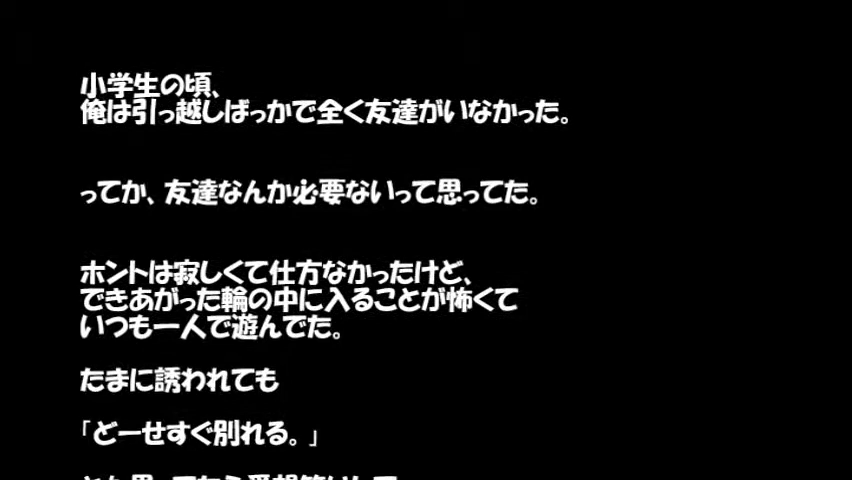 小学生の頃、
俺は引っ越しばっかで全く友達がいなかった。
ってか、友達なんか必要ないって思ってた。
ホントは寂しくて仕方なかったけど、
できあがった輪の中に入ることが怖くて
いつも一人で遊んでた。
たまに誘われても
「どーせすぐ別れる。」